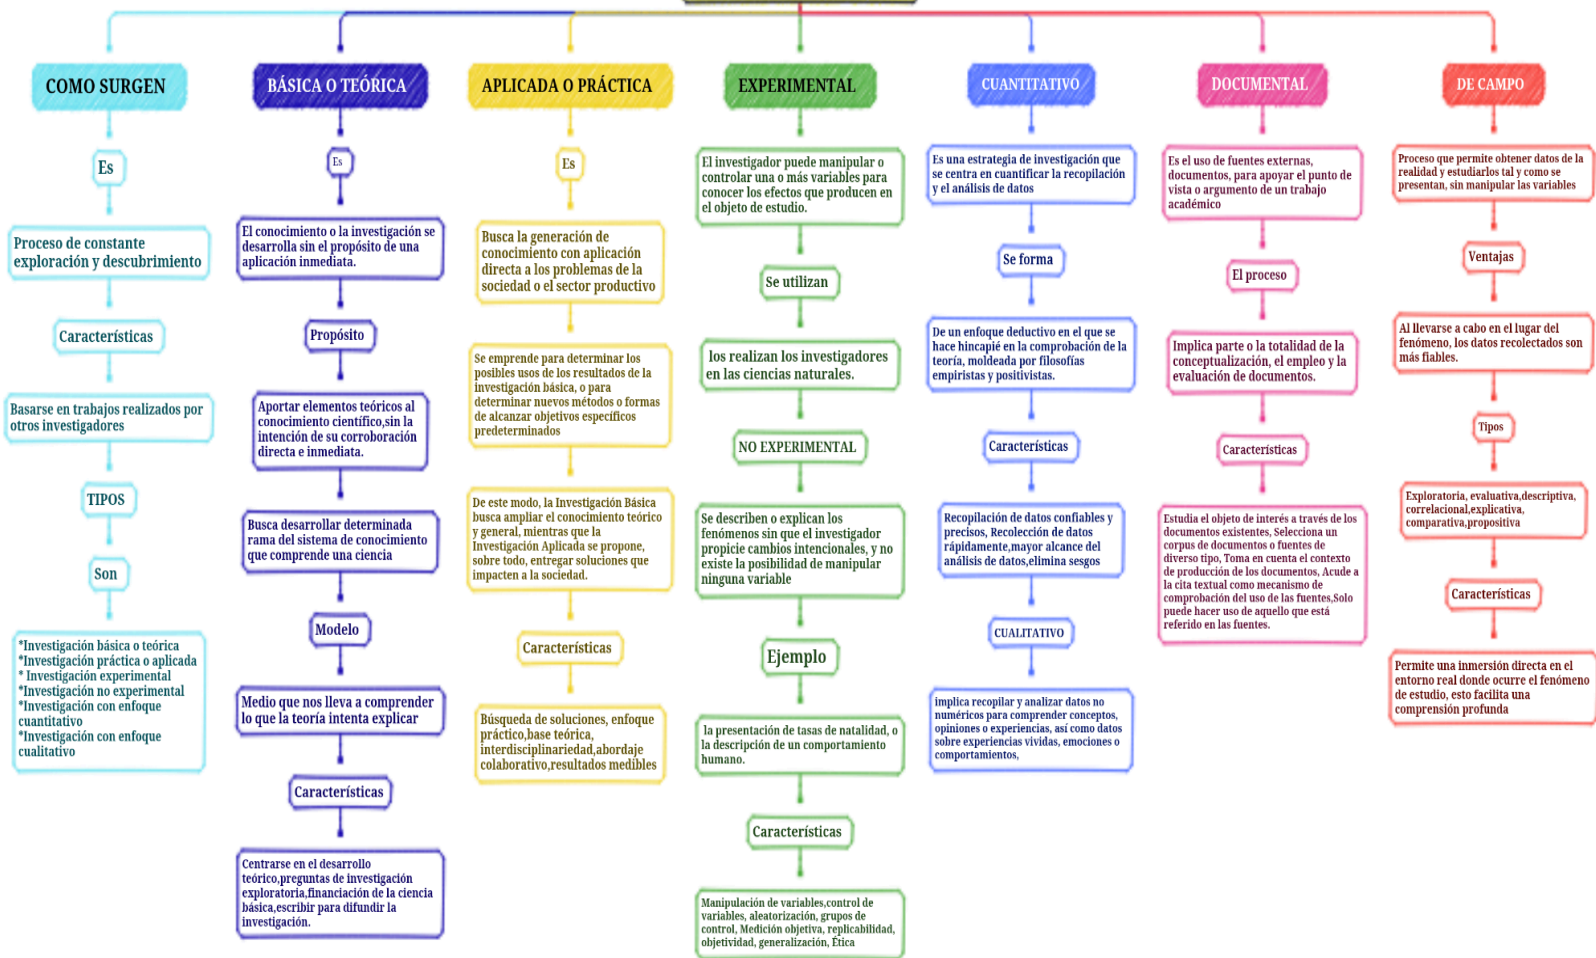 COMO SURGEN
Es
Proceso de constante
exploración y descubrimiento
Características
Basarse en trabajos realizados por
otros investigadores
TIPOS
Son
*Investigación básica o teórica
*Investigación práctica o aplicada
* Investigación experimental
*Investigación no experimental
*Investigación con enfoque
cuantitativo
*Investigación con enfoque
cualitativo
BÁSICA O TEÓRICA
Es
El conocimiento o la investigación se
desarrolla sin el propósito de una
aplicación inmediata.
Propósito
Aportar elementos teóricos al
conocimiento científico,sin la
intención de su corroboración
directa e inmediata.
Busca desarrollar determinada
rama del sistema de conocimiento
que comprende una ciencia
Modelo
Medio que nos lleva a comprender
lo que la teoría intenta explicar
Características
Centrarse en el desarrollo
teórico,preguntas de investigación
exploratoria,financiación de la ciencia
básica,escribir para difundir la
investigación.
APLICADA O PRÁCTICA
Es
Busca la generación de
conocimiento con aplicación
directa a los problemas de la
sociedad o el sector productivo
Se emprende para determinar los
posibles usos de los resultados de la
investigación básica, o para
determinar nuevos métodos o formas
de alcanzar objetivos específicos
predeterminados
De este modo, la Investigación Básica
busca ampliar el conocimiento teórico
y general, mientras que la
Investigación Aplicada se propone,
sobre todo, entregar soluciones que
impacten a la sociedad.
Características
Búsqueda de soluciones, enfoque
práctico,base teórica,
interdisciplinariedad,abordaje
colaborativo,resultados medibles
EXPERIMENTAL
El investigador puede manipular o
controlar una o más variables para
conocer los efectos que producen en
el objeto de estudio.
Se utilizan
los realizan los investigadores
en las ciencias naturales.
NO EXPERIMENTAL
Se describen o explican los
fenómenos sin que el investigador
propicie cambios intencionales, y no
existe la posibilidad de manipular
ninguna variable
Ejemplo
la presentación de tasas de natalidad, o
la descripción de un comportamiento
humano.
Características
Manipulación de variables,control de
variables, aleatorización, grupos de
control, Medición objetiva, replicabilidad,
objetividad, generalización, Ética
CUANTITATIVO
Es una estrategia de investigación que
se centra en cuantificar la recopilación
y el análisis de datos
Se forma
De un enfoque deductivo en el que se
hace hincapié en la comprobación de la
teoría, moldeada por filosofías
empiristas y positivistas.
Características
Recopilación de datos confiables y
precisos, Recolección de datos
rápidamente,mayor alcance del
análisis de datos,elimina sesgos
CUALITATIVO
implica recopilar y analizar datos no
numéricos para comprender conceptos,
opiniones o experiencias, así como datos
sobre experiencias vividas, emociones o
comportamientos,
DOCUMENTAL
Es el uso de fuentes externas,
documentos, para apoyar el punto de
vista o argumento de un trabajo
académico
El proceso
Implica parte o la totalidad de la
conceptualización, el empleo y la
evaluación de documentos.
Características
Estudia el objeto de interés a través de los
documentos existentes, Selecciona un
corpus de documentos o fuentes de
diverso tipo, Toma en cuenta el contexto
de producción de los documentos, Acude a
la cita textual como mecanismo de
comprobación del uso de las fuentes,Solo
puede hacer uso de aquello que está
referido en las fuentes.
DE CAMPO
Proceso que permite obtener datos de la
realidad y estudiarlos tal y como se
presentan, sin manipular las variables
Ventajas
Al llevarse a cabo en el lugar del
fenómeno, los datos recolectados son
más fiables.
Tipos
Exploratoria, evaluativa,descriptiva,
correlacional,explicativa,
comparativa,propositiva
Características
Permite una inmersión directa en el
entorno real donde ocurre el fenómeno
de estudio, esto facilita una
comprensión profunda